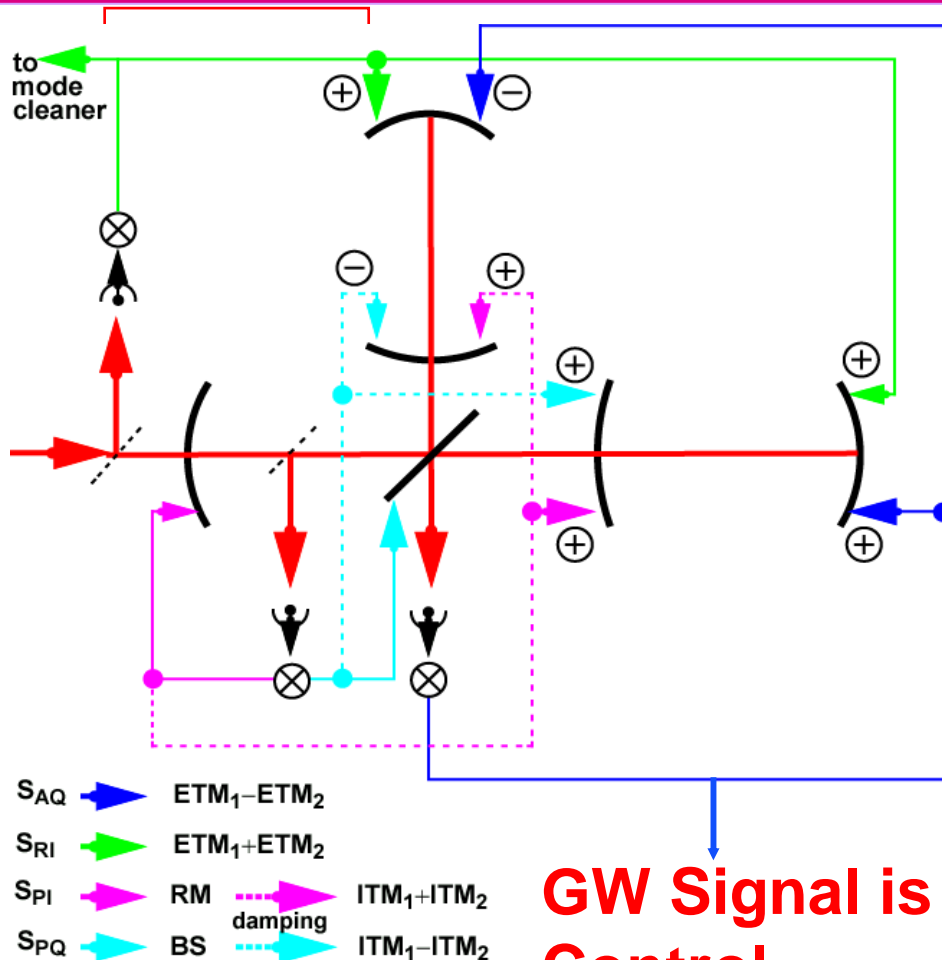 to
mode
cleaner
+
−
−
+
+
+
+
+
S_AQ ETM₁−ETM₂
S_RI ETM₁+ETM₂
S_PI RM damping ITM₁+ITM₂
S_PQ BS ITM₁−ITM₂
GW Signal is
Control